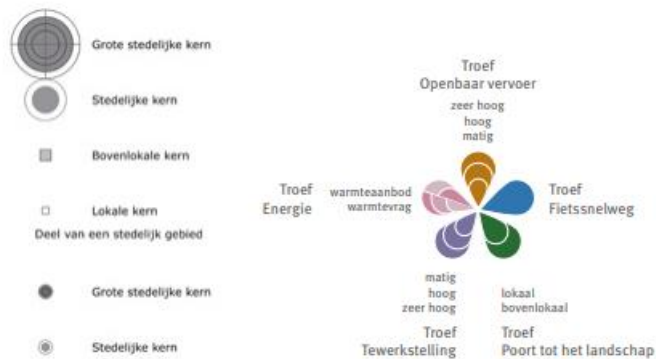 Grote stedelijke kern
Stedelijke kern
Bovenlokale kern
Lokale kern
Deel van een stedelijk gebied
Grote stedelijke kern
Stedelijke kern
Troef
Openbaar vervoer
zeer hoog
hoog
matig
Troef
Energie
warmteaanbod
warmtevrag
Troef
Fietssnelweg
matig
hoog
zeer hoog
Troef
Tewerkstelling
lokaal
bovenlokaal
Troef
Poort tot het landschap